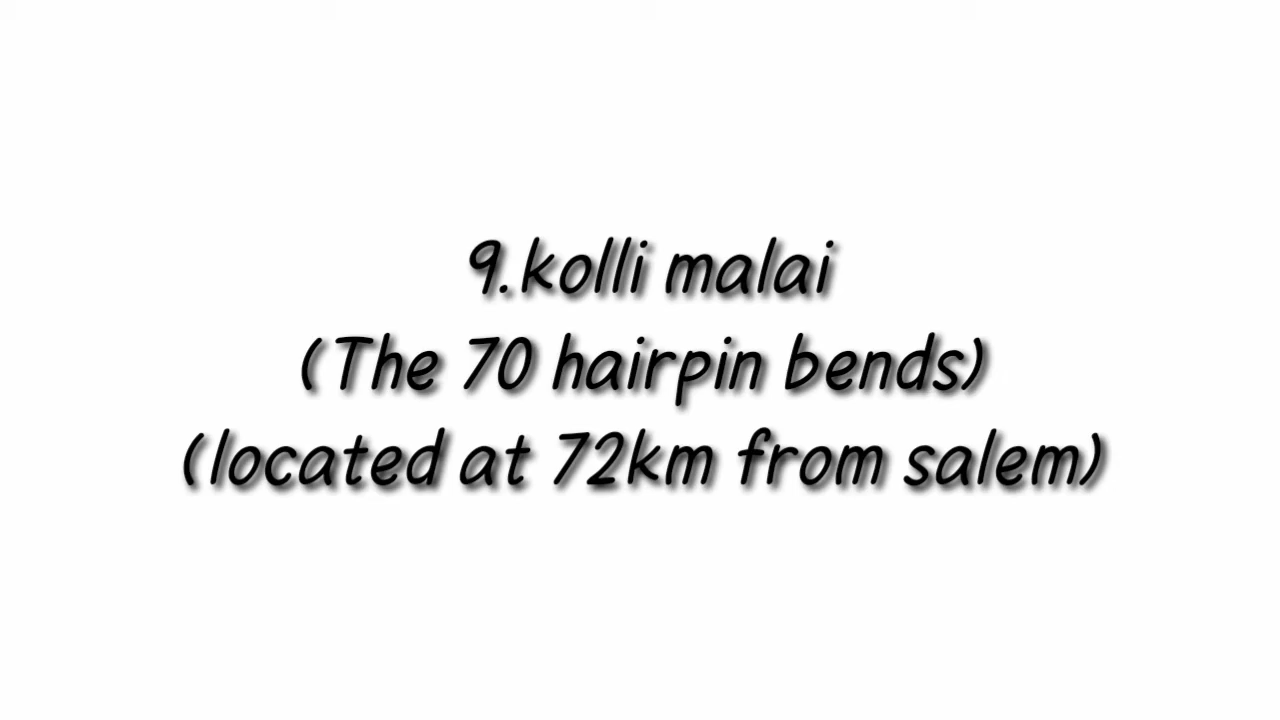 9.kolli malai
(The 70 hairpin bends)
(located at 72km from salem)